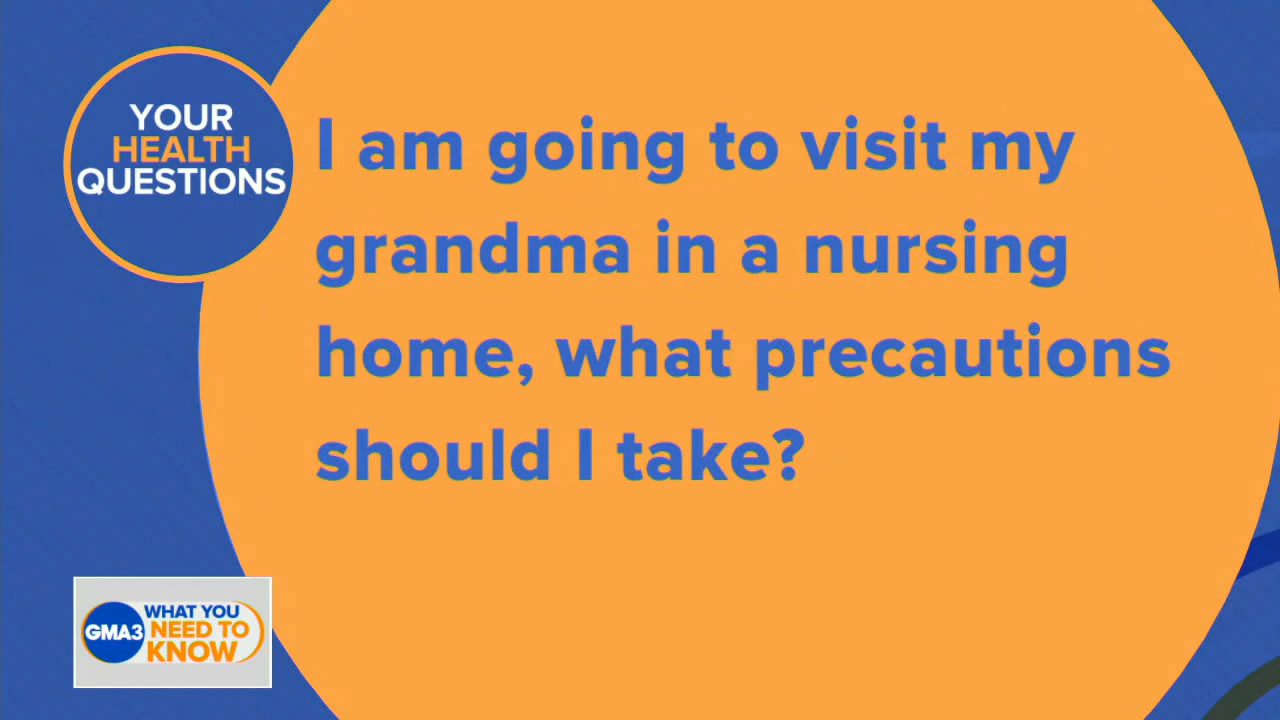 YOUR
HEALTH
QUESTIONS
I am going to visit my
grandma in a nursing
home, what precautions
should I take?
GMA3
WHAT YOU
NEED TO
KNOW